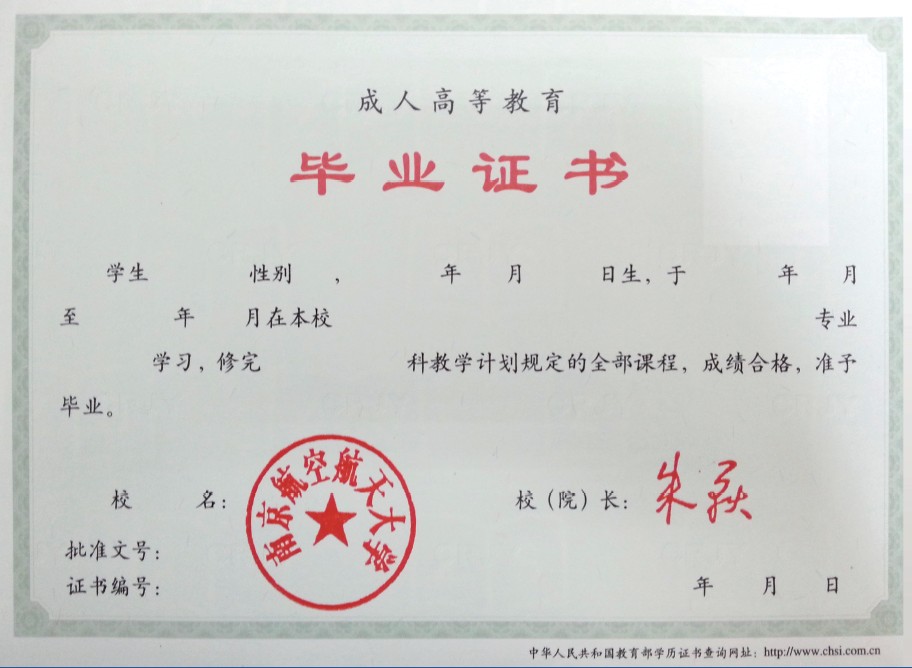 成人高等教育
毕业证书
学生 性别 , 年 月 日生，于 年 月
至 年 月在本校 专业
学习，修完 科教学计划规定的全部课程，成绩合格，准予
毕业。
校 名：
南京航空航天大学
校（院）长：
批准文号：
证书编号：
年 月 日
中华人民共和国教育部学历证书查询网址：http://www.chsi.com.cn